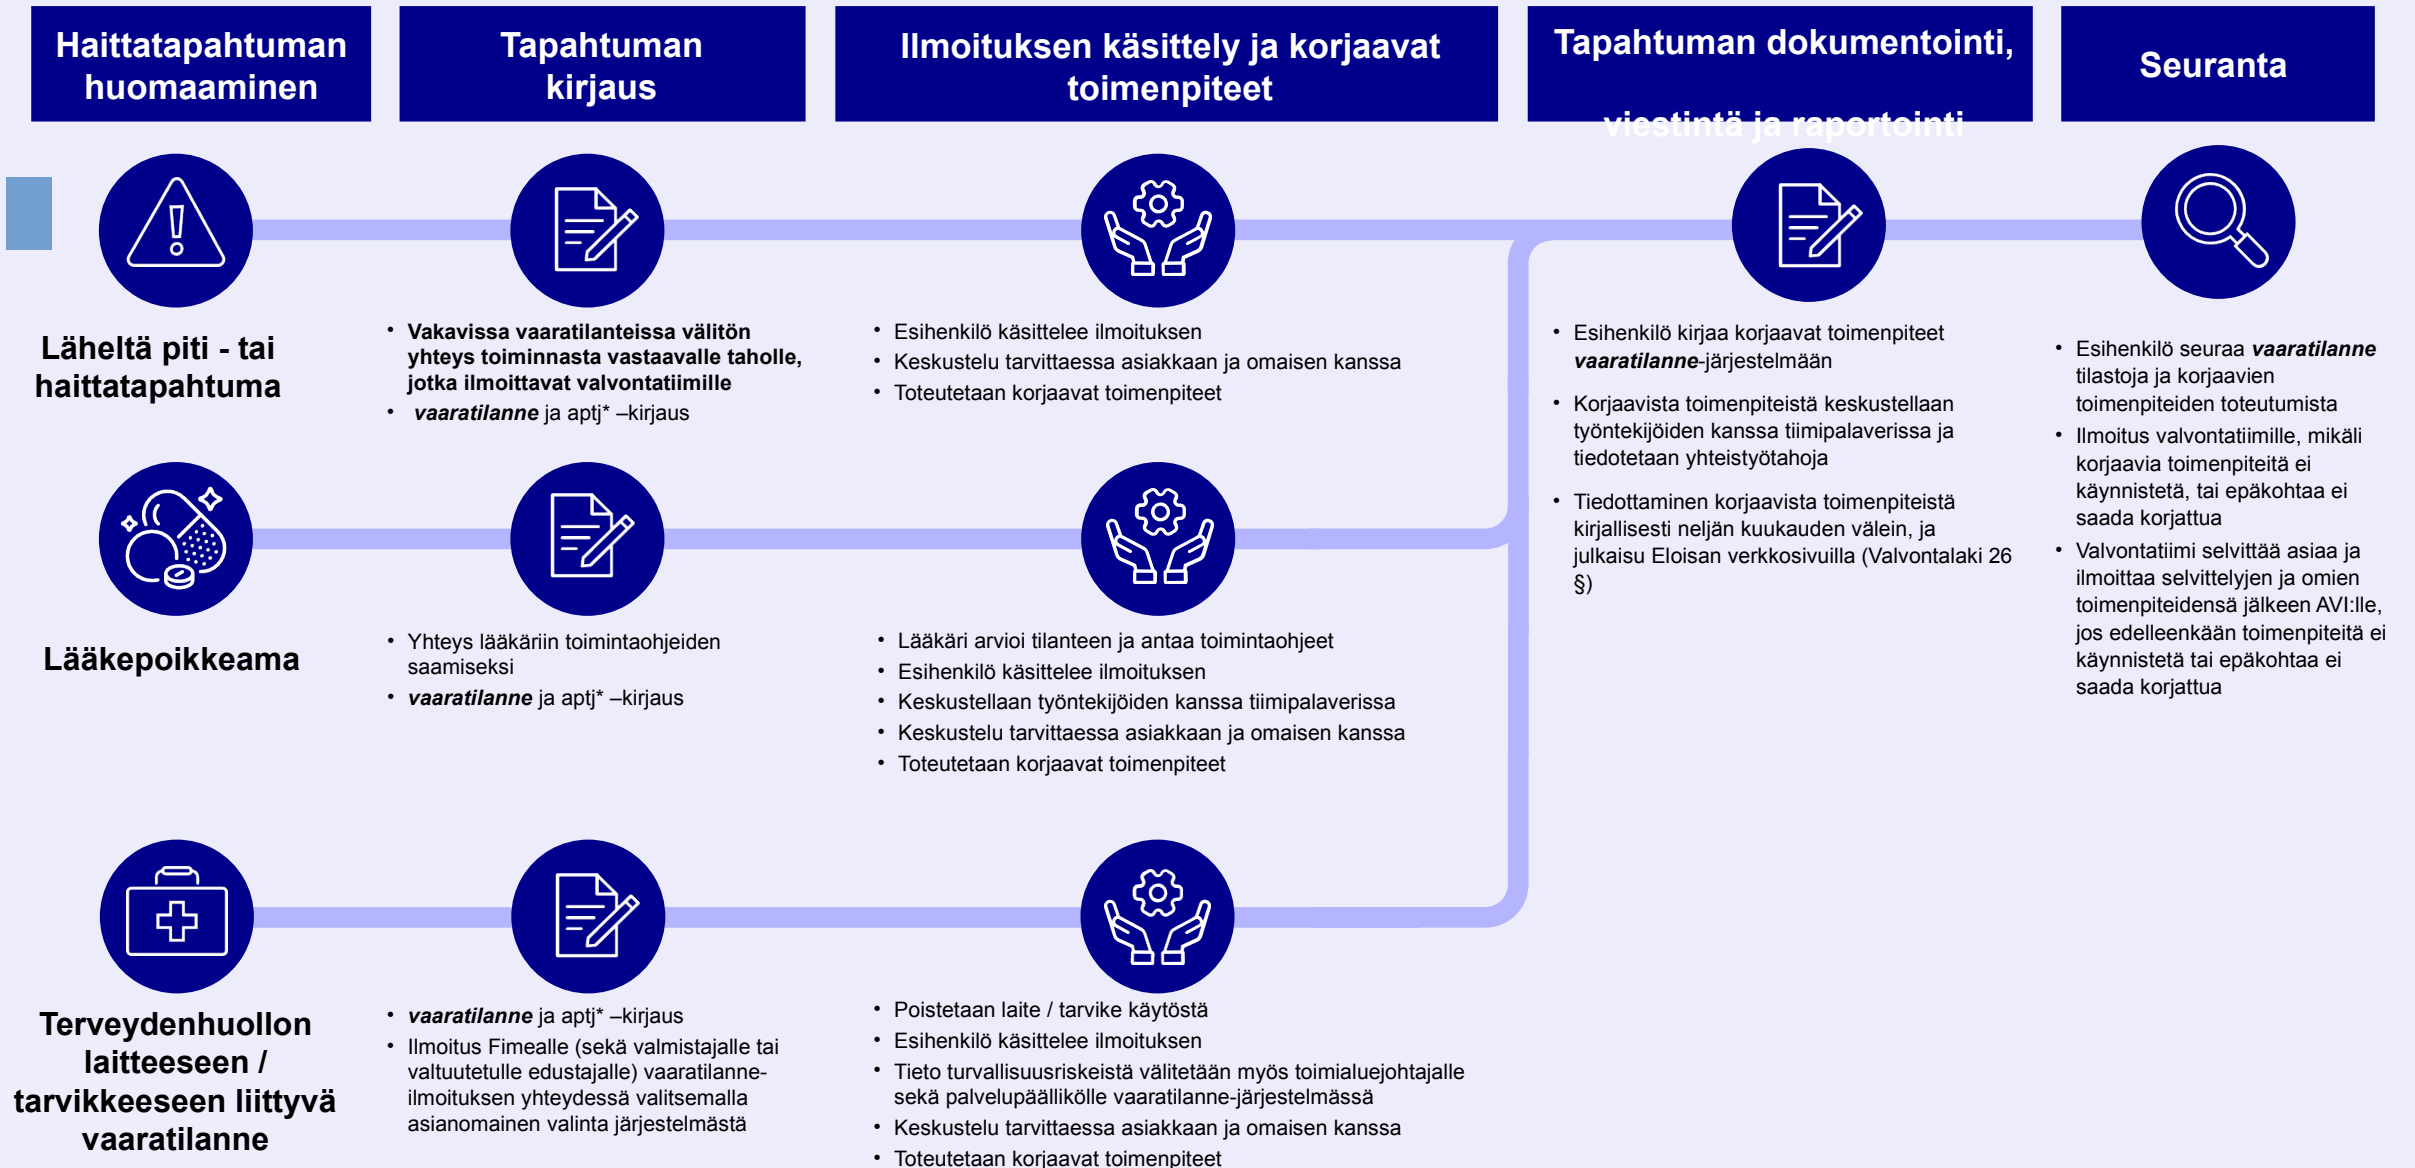 Haittatapahtuman
huomaaminen
Tapahtuman
kirjaus
Ilmoituksen käsittely ja korjaavat
toimenpiteet
Tapahtuman dokumentointi,
viestintä ja raportointi
Seuranta
Läheltä piti - tai
haittatapahtuma
• Vakavissa vaaratilanteissa välitön
yhteys toiminnasta vastaavalle taholle,
jotka ilmoittavat valvontatiimille
• vaaratilanne ja aptj* –kirjaus
• Esihenkilö käsittelee ilmoituksen
• Keskustelu tarvittaessa asiakkaan ja omaisen kanssa
• Toteutetaan korjaavat toimenpiteet
• Esihenkilö kirjaa korjaavat toimenpiteet
vaaratilanne-järjestelmään
• Korjaavista toimenpiteistä keskustellaan
työntekijöiden kanssa tiimipalaverissa ja
tiedotetaan yhteistyötahoja
• Tiedottaminen korjaavista toimenpiteistä
kirjallisesti neljän kuukauden välein, ja
julkaisu Eloisan verkkosivuilla (Valvontalaki 26
§)
• Esihenkilö seuraa vaaratilanne
tilastoja ja korjaavien
toimenpiteiden toteutumista
• Ilmoitus valvontatiimille, mikäli
korjaavia toimenpiteitä ei
käynnistetä, tai epäkohtaa ei
saada korjattua
• Valvontatiimi selvittää asiaa ja
ilmoittaa selvittelyjen ja omien
toimenpiteidensä jälkeen AVI:lle,
jos edelleenkään toimenpiteitä ei
käynnistetä tai epäkohtaa ei
saada korjattua
Lääkepoikkeama
• Yhteys lääkäriin toimintaohjeiden
saamiseksi
• vaaratilanne ja aptj* –kirjaus
• Lääkäri arvioi tilanteen ja antaa toimintaohjeet
• Esihenkilö käsittelee ilmoituksen
• Keskustellaan työntekijöiden kanssa tiimipalaverissa
• Keskustelu tarvittaessa asiakkaan ja omaisen kanssa
• Toteutetaan korjaavat toimenpiteet
Terveydenhuollon
laitteeseen /
tarvikkeeseen liittyvä
vaaratilanne
• vaaratilanne ja aptj* –kirjaus
• Ilmoitus Fimealle (sekä valmistajalle tai
valtuutetulle edustajalle) vaaratilanne-
ilmoituksen yhteydessä valitsemalla
asianomainen valinta järjestelmästä
• Poistetaan laite / tarvike käytöstä
• Esihenkilö käsittelee ilmoituksen
• Tieto turvallisuusriskeistä välitetään myös toimialuejohtajalle
sekä palvelupäällikölle vaaratilanne-järjestelmässä
• Keskustelu tarvittaessa asiakkaan ja omaisen kanssa
• Toteutetaan korjaavat toimenpiteet